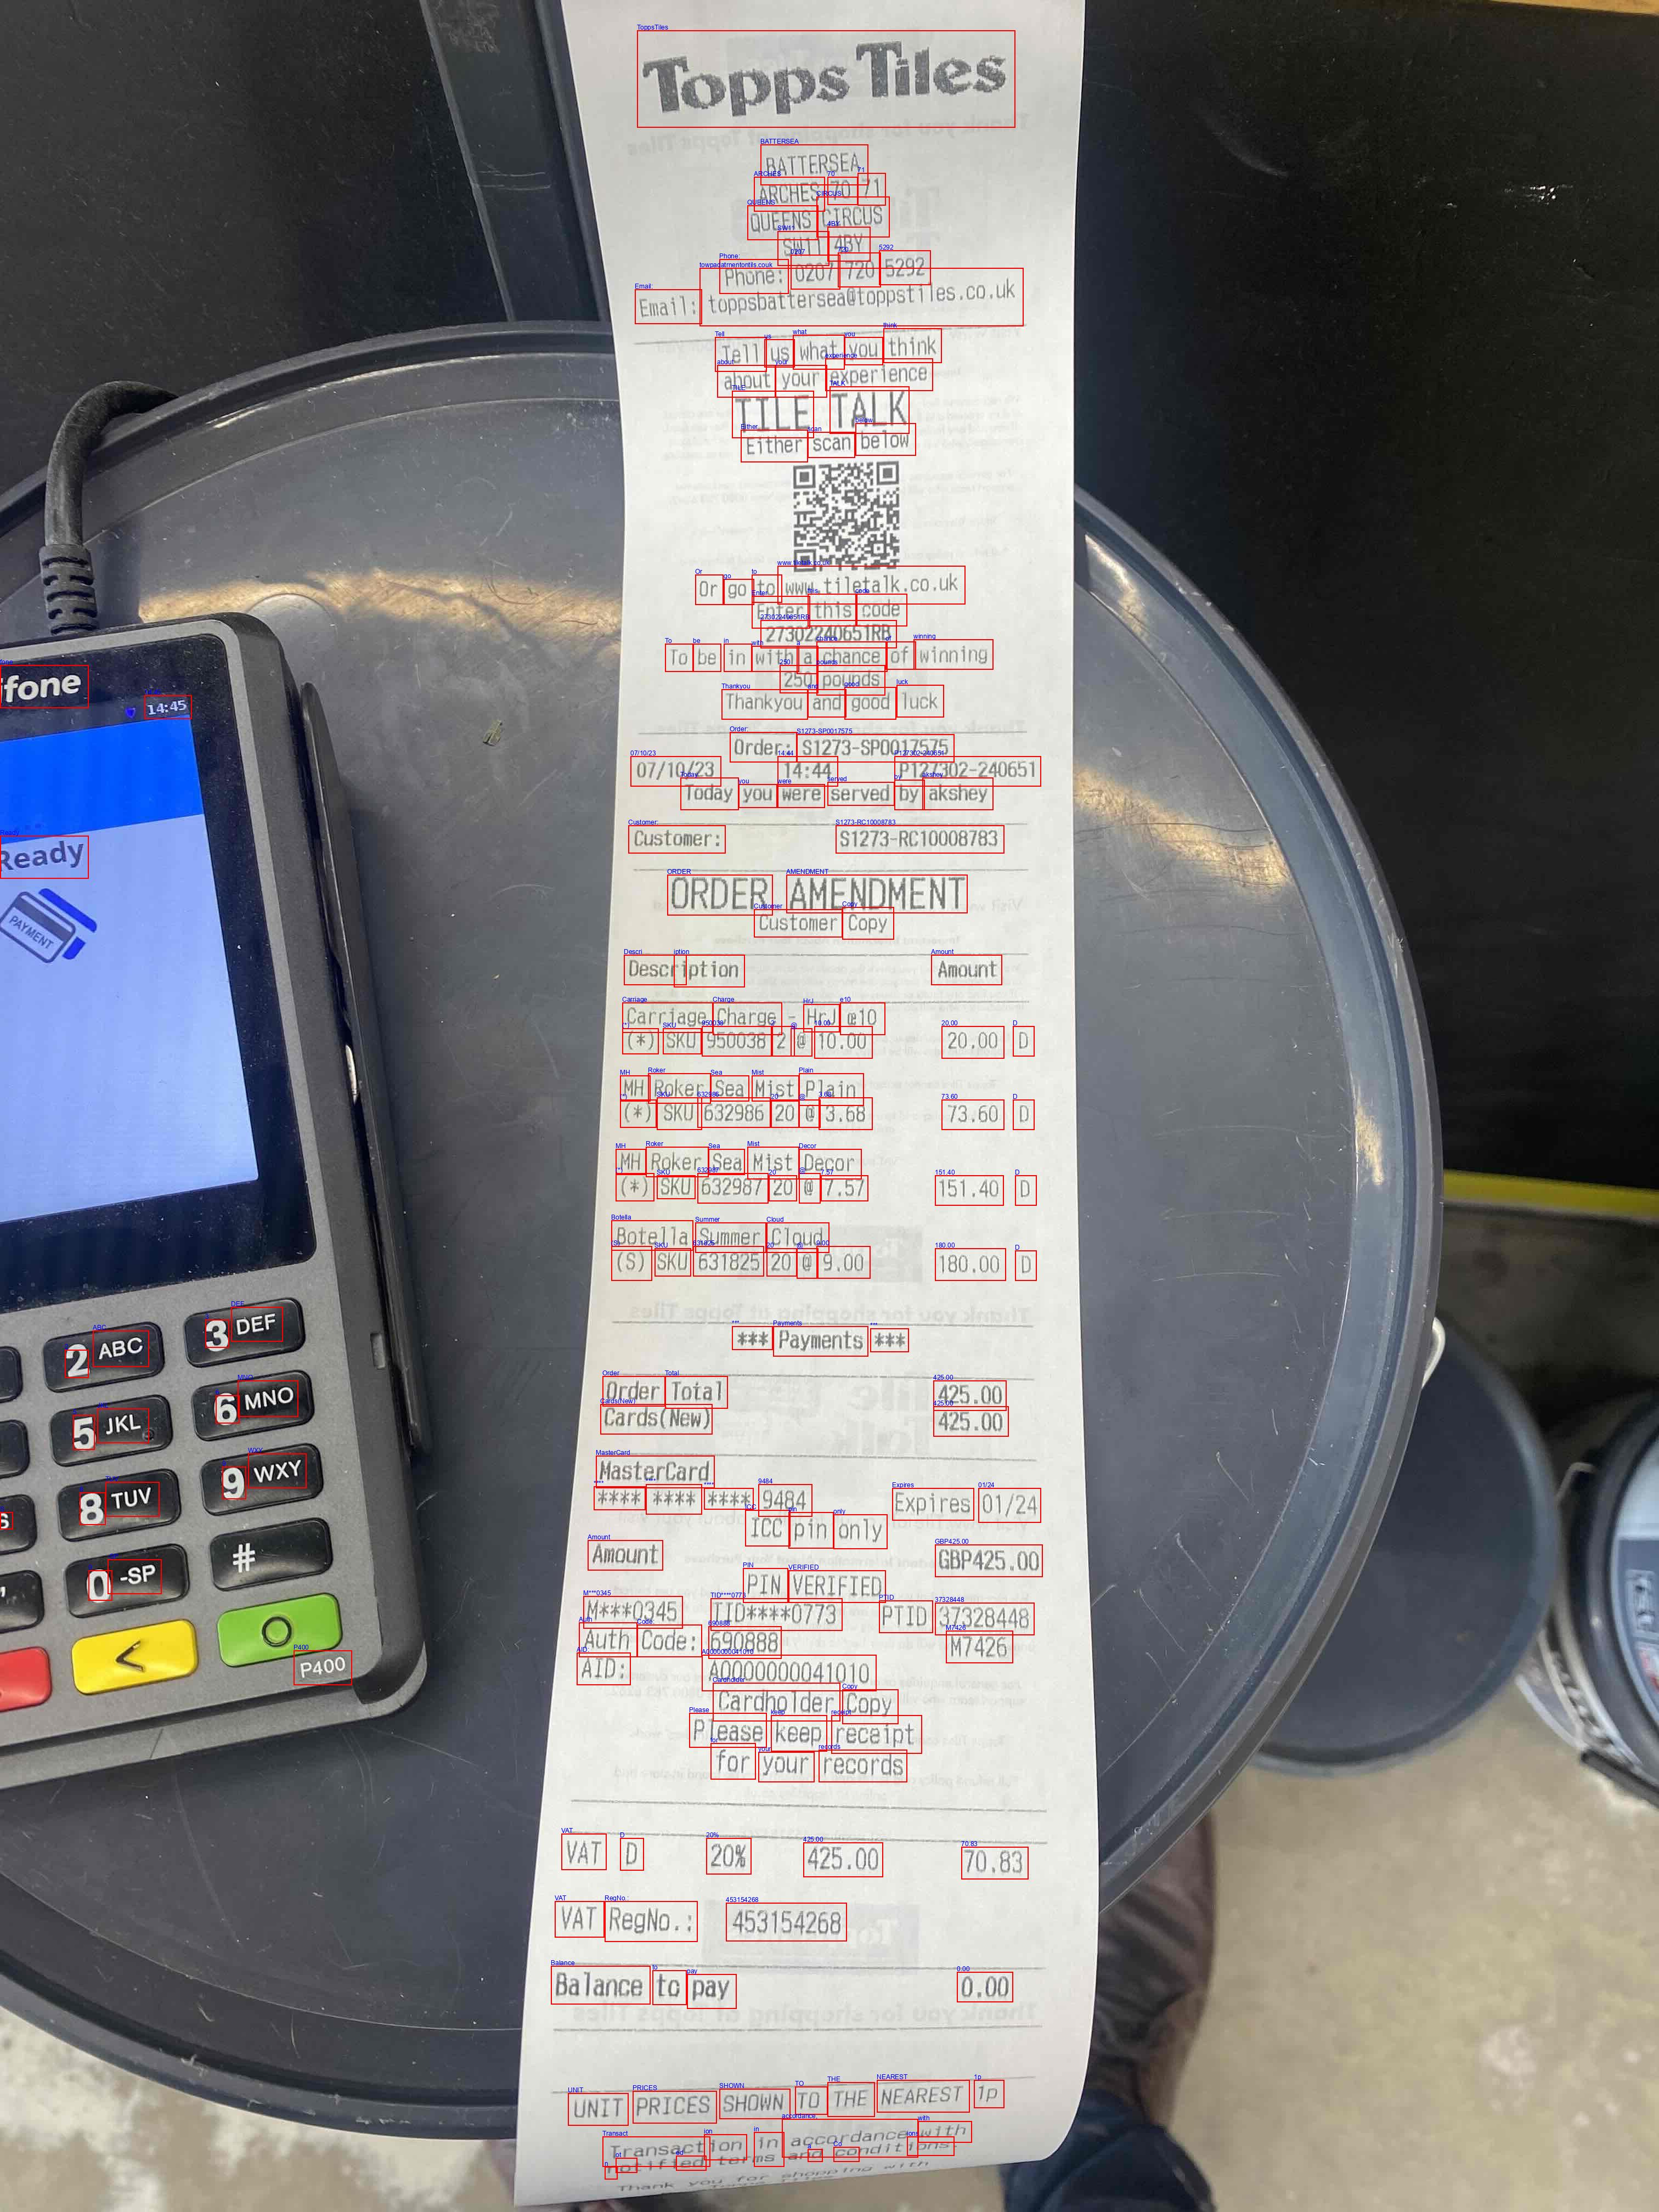 Topps Tiles
BATTERSEA
ARCHES 70 71
QUEENS CIRCUS
SW11 4BY
Phone: 0207 720 5292
Email: toppsbattersea@toppstiles.co.uk
Tell us what you think
about your experience
TILE TALK
Either scan below
Or go to www.tiletalk.co.uk
Enter this code
27302240651RB
To be in with a chance of winning
250 pounds
Thankyou and good luck
Order: S1273-SP0017575
07/10/23 14:44 P127302-240651
Today you were served by akshey
Customer: S1273-RC10008783
ORDER AMENDMENT
Customer Copy
Description Amount
Carriage Charge - HrJ @10
(*) SKU 950038 2 @ 10.00 20.00 D
MH Roker Sea Mist Plain
(*) SKU 632986 20 @ 3.68 73.60 D
MH Roker Sea Mist Decor
(*) SKU 632987 20 @ 7.57 151.40 D
Botella Summer Cloud
(S) SKU 631825 20 @ 9.00 180.00 D
*** Payments ***
Order Total 425.00
Cards(New) 425.00
MasterCard
**** **** **** 9484 Expires 01/24
ICC pin only
Amount GBP425.00
PIN VERIFIED
M***0345 TID****0773 PTID 37328448
Auth Code: 690888 M7426
AID: A0000000041010
Cardholder Copy
Please keep receipt
for your records
VAT D 20% 425.00 70.83
VAT RegNo.: 453154268
Balance to pay 0.00
UNIT PRICES SHOWN TO THE NEAREST 1p
Transaction in accordance with
notified terms and conditions.
Thank you for shopping with
ifone
14:45
Ready
PAYMENT
2 ABC
3 DEF
5 JKL
6 MNO
8 TUV
9 WXY
0 -SP
#
<
O
P400